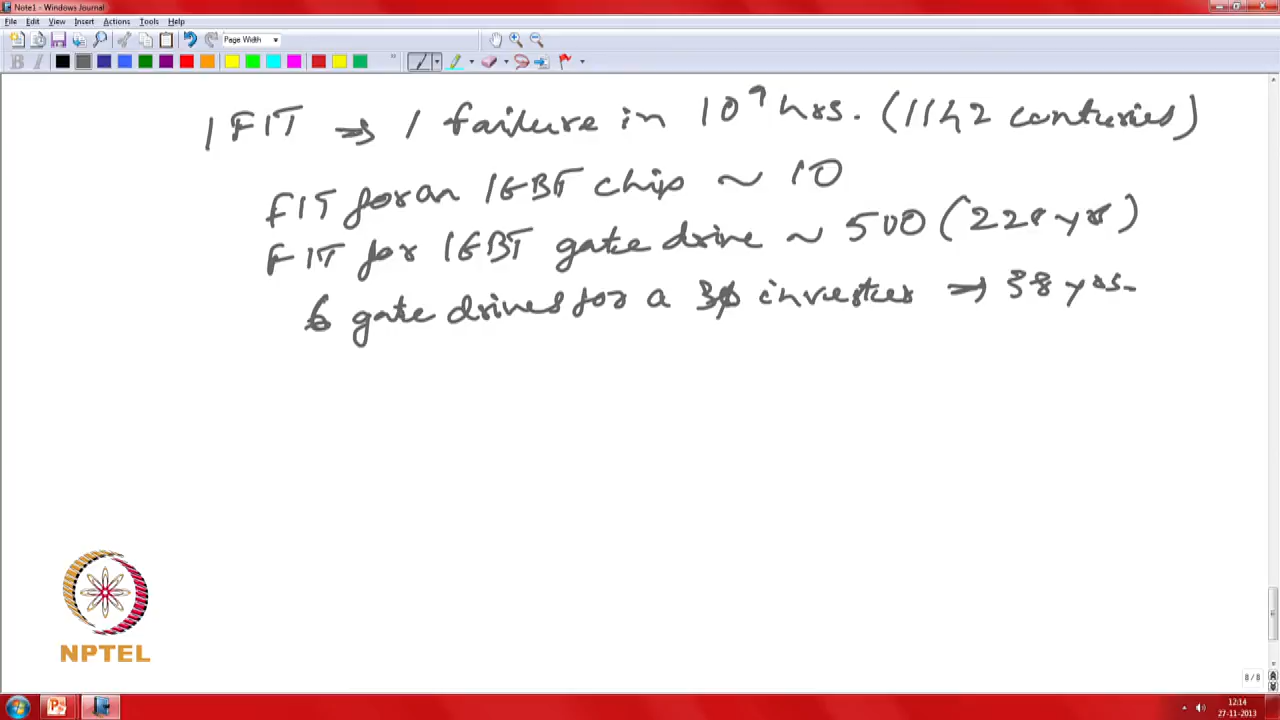 Note1 - Windows Journal
File Edit View Insert Actions Tools Help
Page Width
B I
1 FIT ⇒ 1 failure in 10⁹ hrs. (1142 centuries)
FIT for an IGBT chip ~ 10
FIT for IGBT gate drive ~ 500 (228 yrs)
6 gate drives for a 3ϕ inverter ⇒ 38 yrs.
NPTEL
8 / 8
12:14
27-11-2013